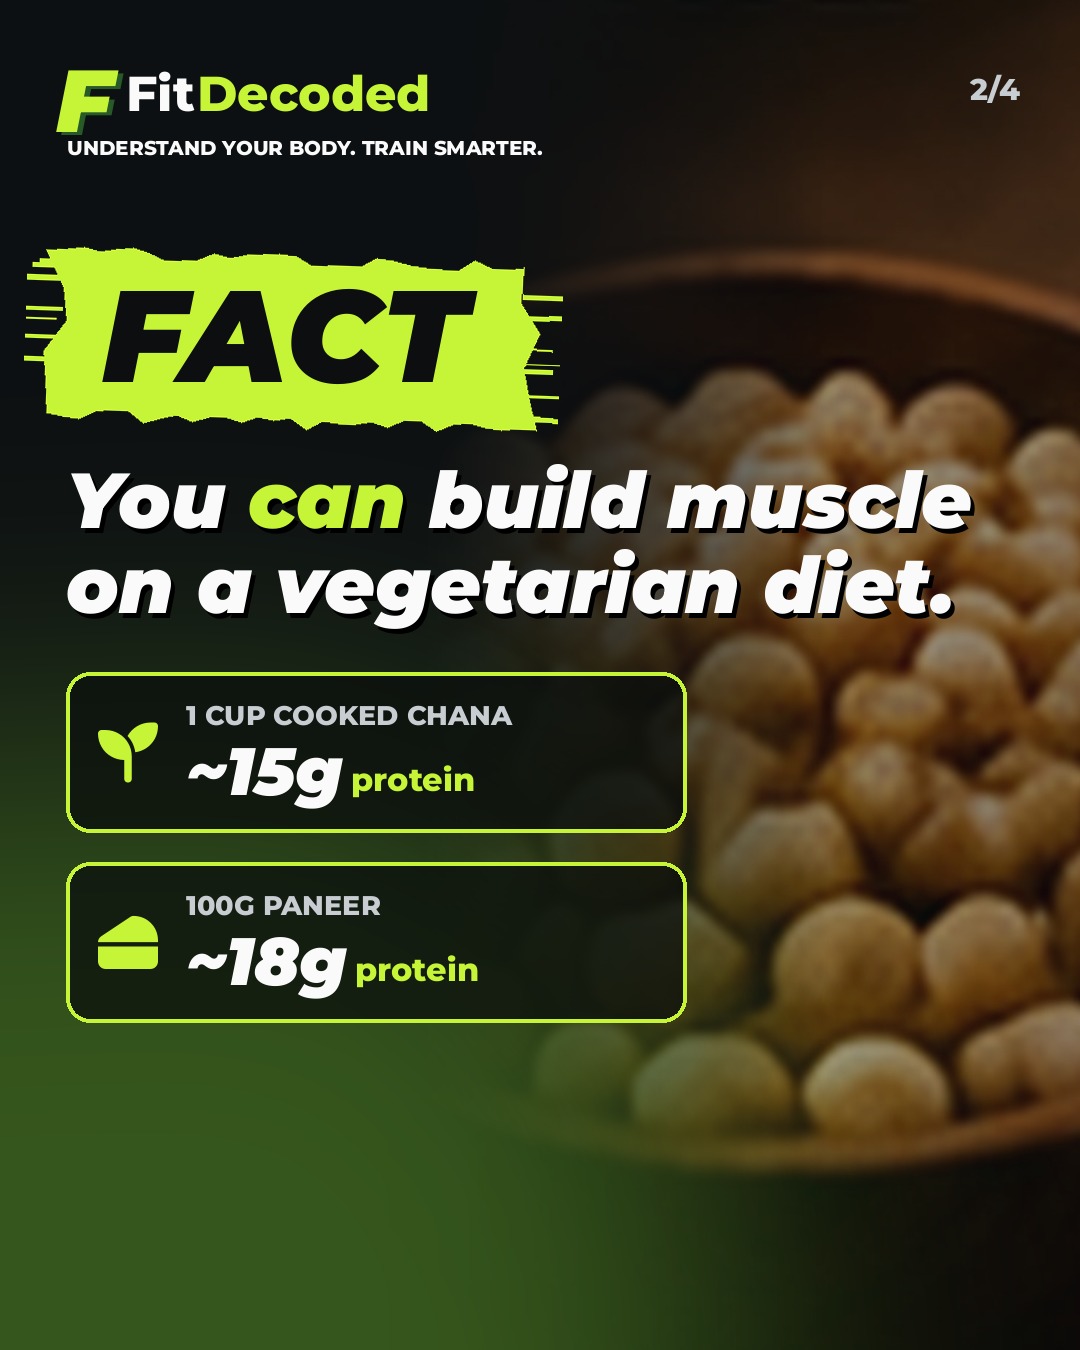 FitDecoded
2/4
UNDERSTAND YOUR BODY. TRAIN SMARTER.
FACT
You can build muscle
on a vegetarian diet.
1 CUP COOKED CHANA
~15g protein
100G PANEER
~18g protein